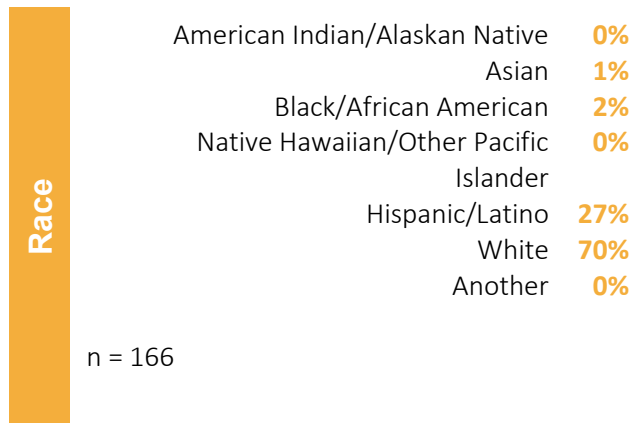 Race
American Indian/Alaskan Native 0%
Asian 1%
Black/African American 2%
Native Hawaiian/Other Pacific 0%
Islander
Hispanic/Latino 27%
White 70%
Another 0%
n = 166